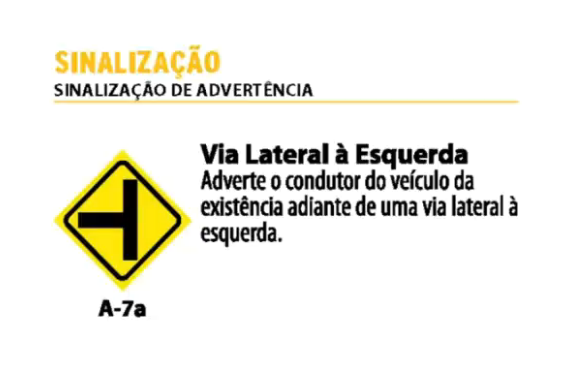 SINALIZAÇÃO
SINALIZAÇÃO DE ADVERTÊNCIA
Via Lateral à Esquerda
Adverte o condutor do veículo da
existência adiante de uma via lateral à
esquerda.
A-7a